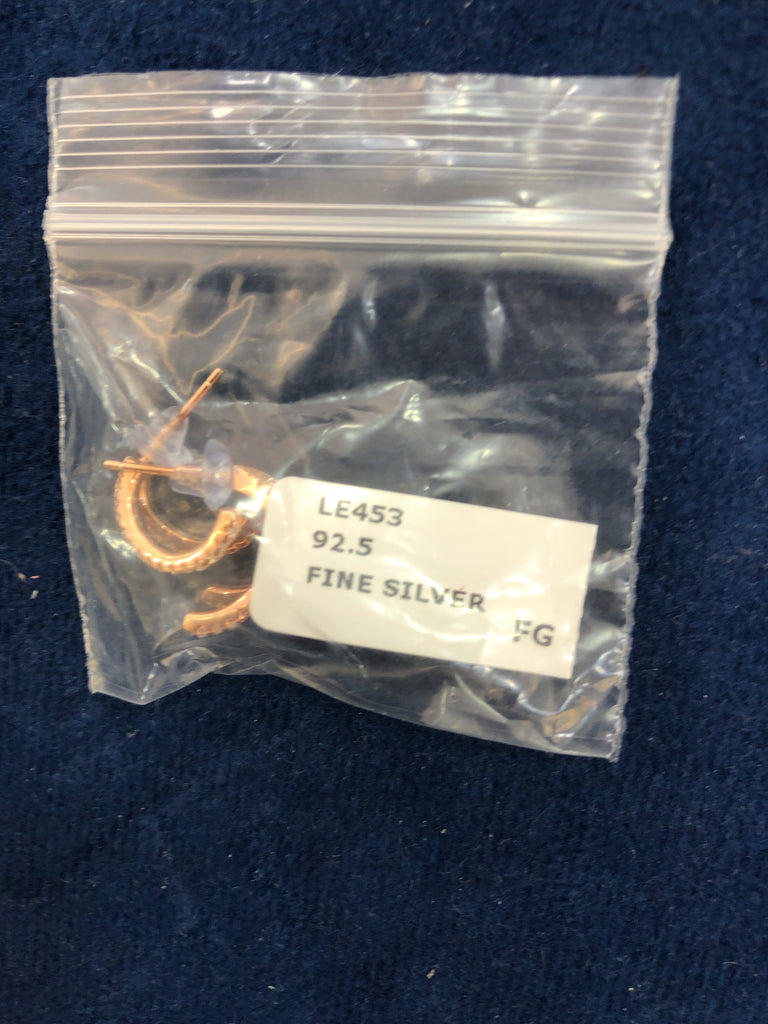 LE453
92.5
FINE SILVER
FG